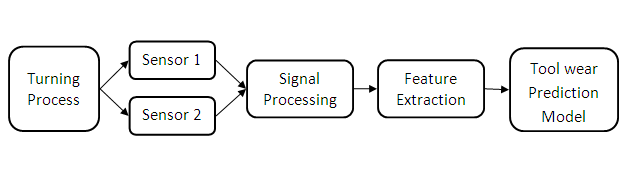 Turning
Process
Sensor 1
Sensor 2
Signal
Processing
Feature
Extraction
Tool wear
Prediction
Model